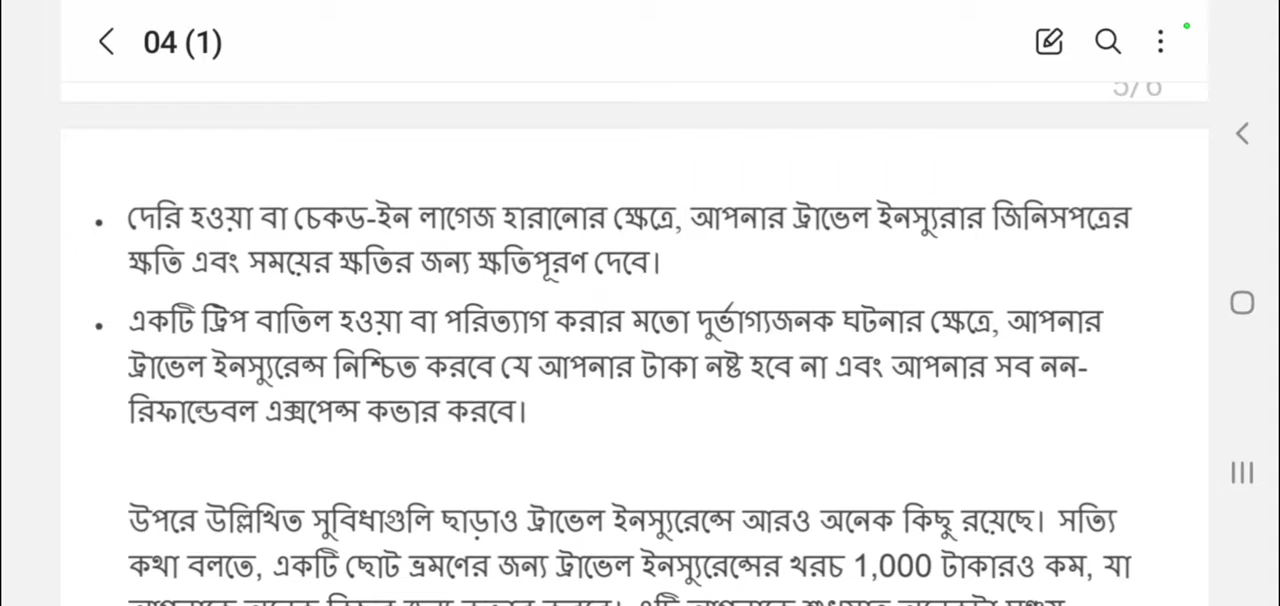 04 (1)
5/6
• দেরি হওয়া বা চেকড-ইন লাগেজ হারানোর ক্ষেত্রে, আপনার ট্রাভেল ইনস্যুরার জিনিসপত্রের
ক্ষতি এবং সময়ের ক্ষতির জন্য ক্ষতিপূরণ দেবে।
• একটি ট্রিপ বাতিল হওয়া বা পরিত্যাগ করার মতো দুর্ভাগ্যজনক ঘটনার ক্ষেত্রে, আপনার
ট্রাভেল ইনস্যুরেন্স নিশ্চিত করবে যে আপনার টাকা নষ্ট হবে না এবং আপনার সব নন-
রিফান্ডেবল এক্সপেন্স কভার করবে।
উপরে উল্লিখিত সুবিধাগুলি ছাড়াও ট্রাভেল ইনস্যুরেন্সে আরও অনেক কিছু রয়েছে। সত্যি
কথা বলতে, একটি ছোট ভ্রমণের জন্য ট্রাভেল ইনস্যুরেন্সের খরচ 1,000 টাকারও কম, যা